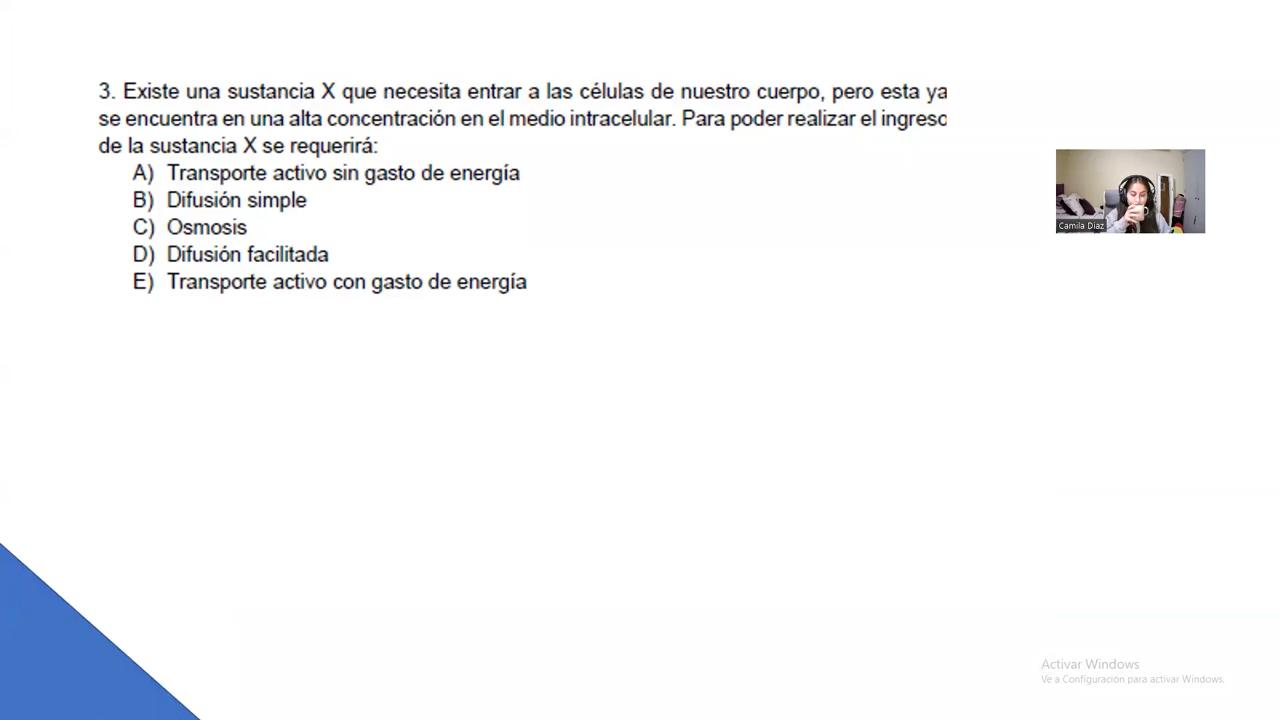 3. Existe una sustancia X que necesita entrar a las células de nuestro cuerpo, pero esta ya
se encuentra en una alta concentración en el medio intracelular. Para poder realizar el ingreso
de la sustancia X se requerirá:
A) Transporte activo sin gasto de energía
B) Difusión simple
C) Osmosis
D) Difusión facilitada
E) Transporte activo con gasto de energía
Camila Diaz
Activar Windows
Ve a Configuración para activar Windows.